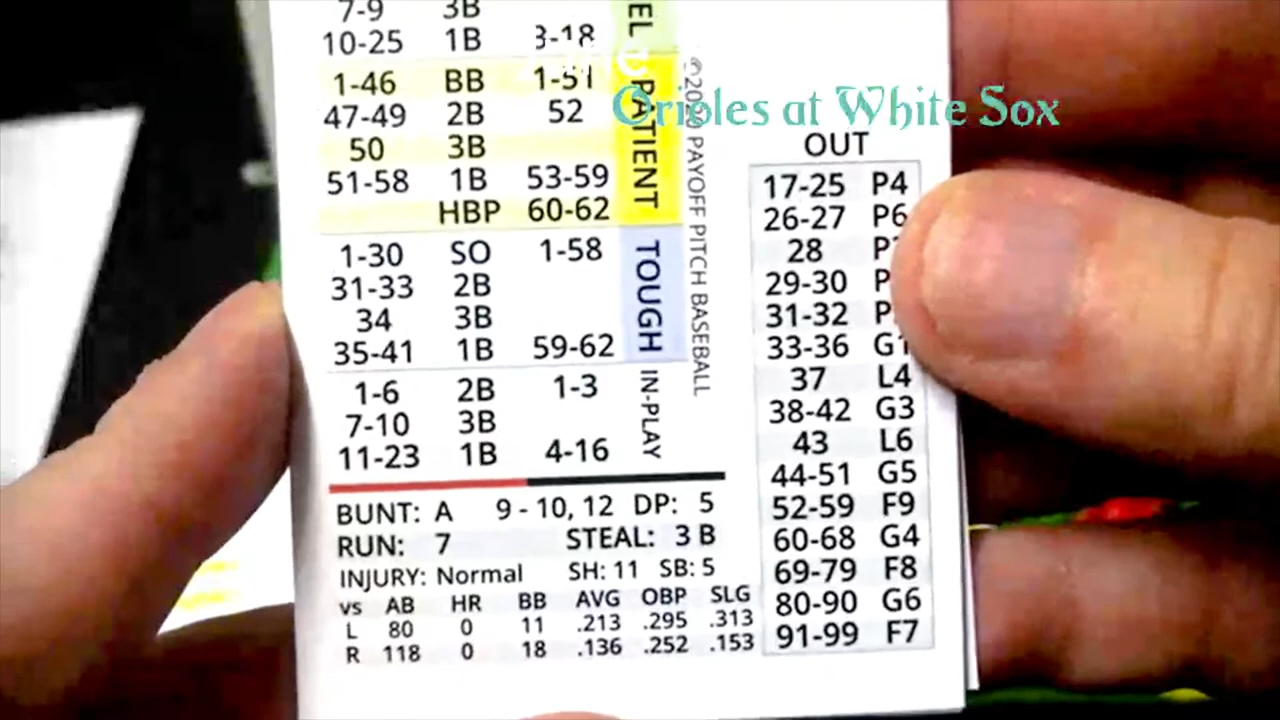 7-9 3B
10-25 1B 3-18
EL
1-46 BB 1-51
47-49 2B 52
50 3B
51-58 1B 53-59
HBP 60-62
PATIENT
1-30 SO 1-58
31-33 2B
34 3B
35-41 1B 59-62
TOUGH
1-6 2B 1-3
7-10 3B
11-23 1B 4-16
IN-PLAY
PAYOFF PITCH BASEBALL
BUNT: A 9 - 10, 12 DP: 5
RUN: 7 STEAL: 3 B
INJURY: Normal SH: 11 SB: 5
vs AB HR BB AVG OBP SLG
L 80 0 11 .213 .295 .313
R 118 0 18 .136 .252 .153
Orioles at White Sox
OUT
17-25 P4
26-27 P6
28
29-30
31-32
33-36 G1
37 L4
38-42 G3
43 L6
44-51 G5
52-59 F9
60-68 G4
69-79 F8
80-90 G6
91-99 F7